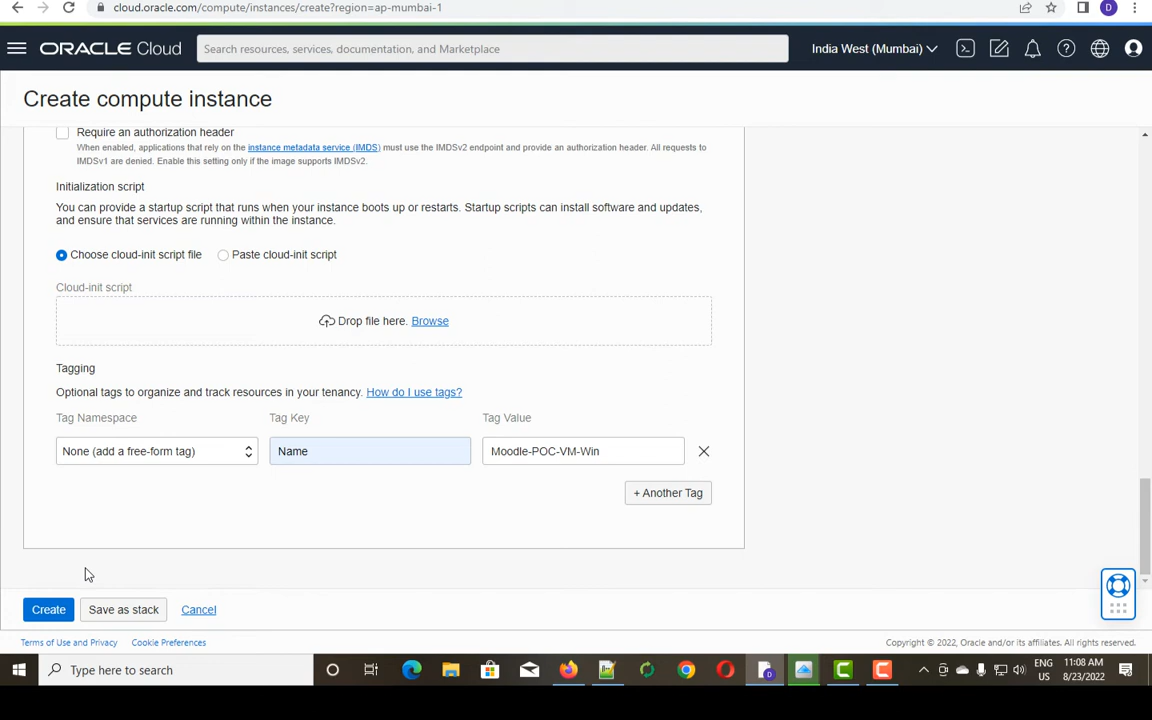 cloud.oracle.com/compute/instances/create?region=ap-mumbai-1
D
ORACLE Cloud
Search resources, services, documentation, and Marketplace
India West (Mumbai)
Create compute instance
Require an authorization header
When enabled, applications that rely on the instance metadata service (IMDS) must use the IMDSv2 endpoint and provide an authorization header. All requests to
IMDSv1 are denied. Enable this setting only if the image supports IMDSv2.
Initialization script
You can provide a startup script that runs when your instance boots up or restarts. Startup scripts can install software and updates,
and ensure that services are running within the instance.
Choose cloud-init script file Paste cloud-init script
Cloud-init script
Drop file here. Browse
Tagging
Optional tags to organize and track resources in your tenancy. How do I use tags?
Tag Namespace Tag Key Tag Value
None (add a free-form tag) Name Moodle-POC-VM-Win
+ Another Tag
Create Save as stack Cancel
Terms of Use and Privacy Cookie Preferences Copyright © 2022, Oracle and/or its affiliates. All rights reserved.
Type here to search
ENG 11:08 AM
US 8/23/2022